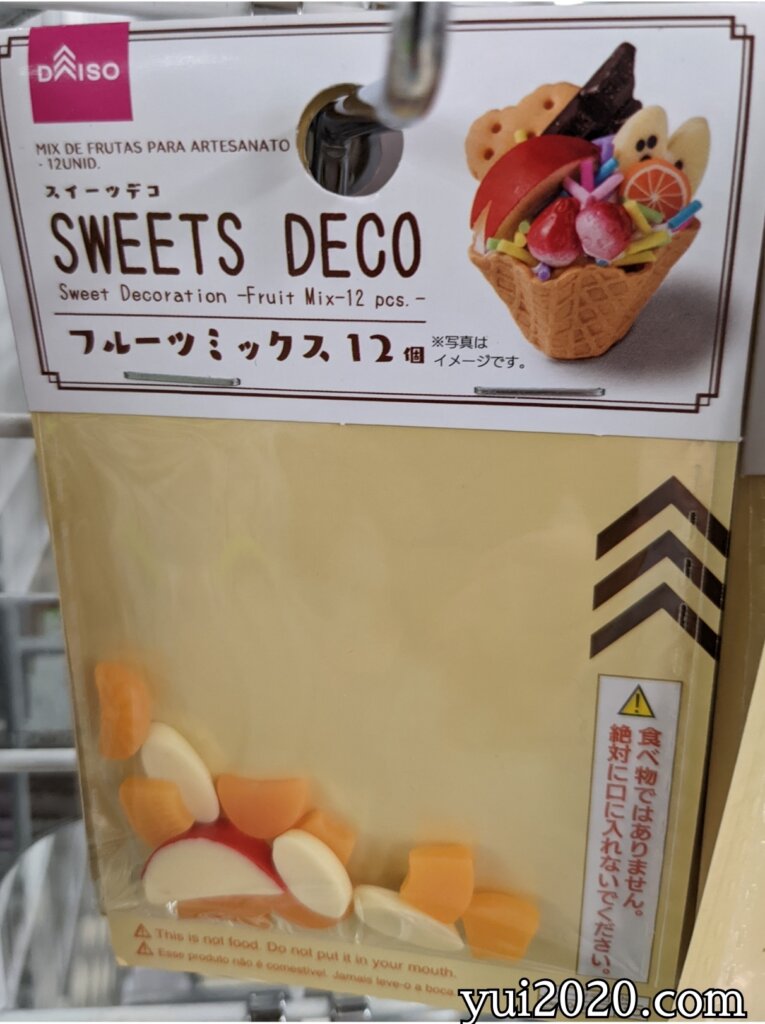 DAISO
MIX DE FRUTAS PARA ARTESANATO
- 12UNID.
スイーツデコ
SWEETS DECO
Sweet Decoration -Fruit Mix-12 pcs.-
フルーツミックス 12個
※写真は
イメージです。
食べ物ではありません。
絶対に口に入れないでください。
This is not food. Do not put it in your mouth.
Esse produto não é comestível. Jamais leve-o a boca
yui2020.com